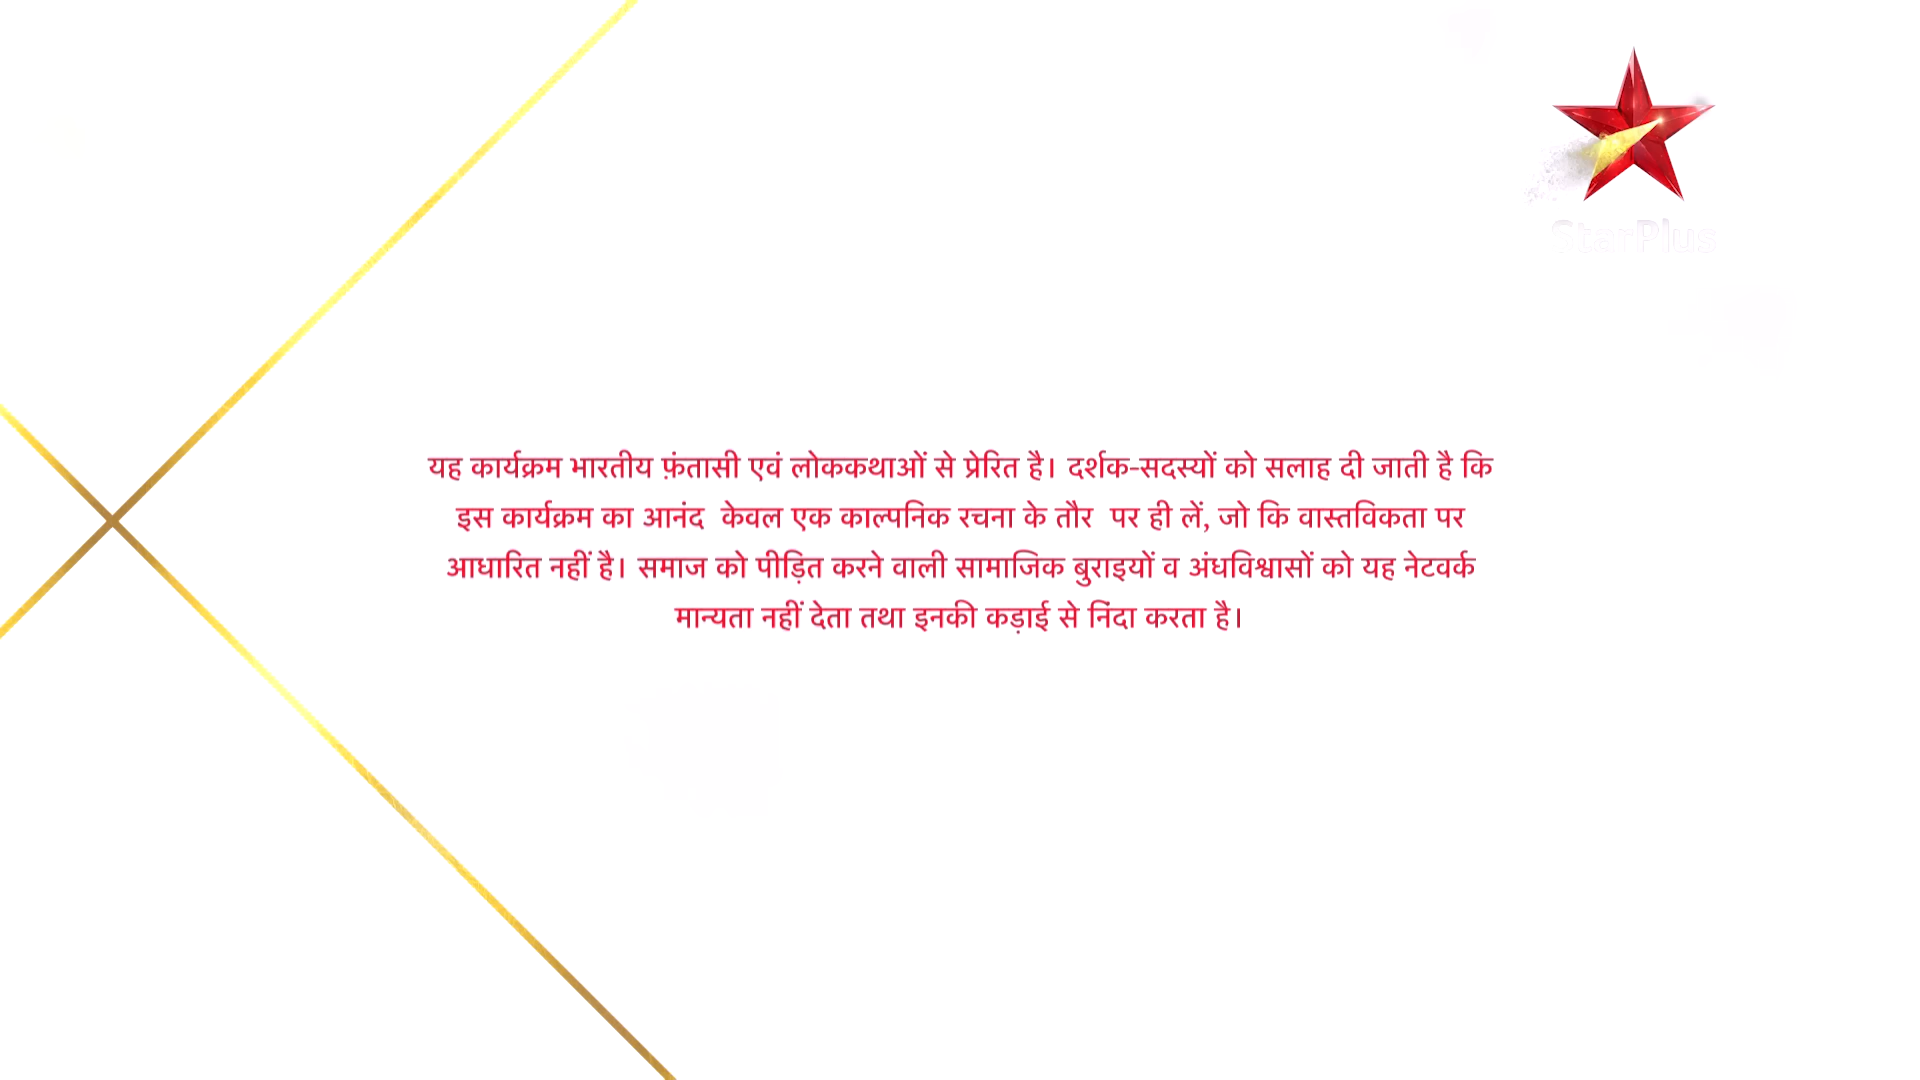 StarPlus
यह कार्यक्रम भारतीय फ़ंतासी एवं लोककथाओं से प्रेरित है। दर्शक-सदस्यों को सलाह दी जाती है कि
इस कार्यक्रम का आनंद  केवल एक काल्पनिक रचना के तौर  पर ही लें, जो कि वास्तविकता पर
आधारित नहीं है। समाज को पीड़ित करने वाली सामाजिक बुराइयों व अंधविश्वासों को यह नेटवर्क
मान्यता नहीं देता तथा इनकी कड़ाई से निंदा करता है।